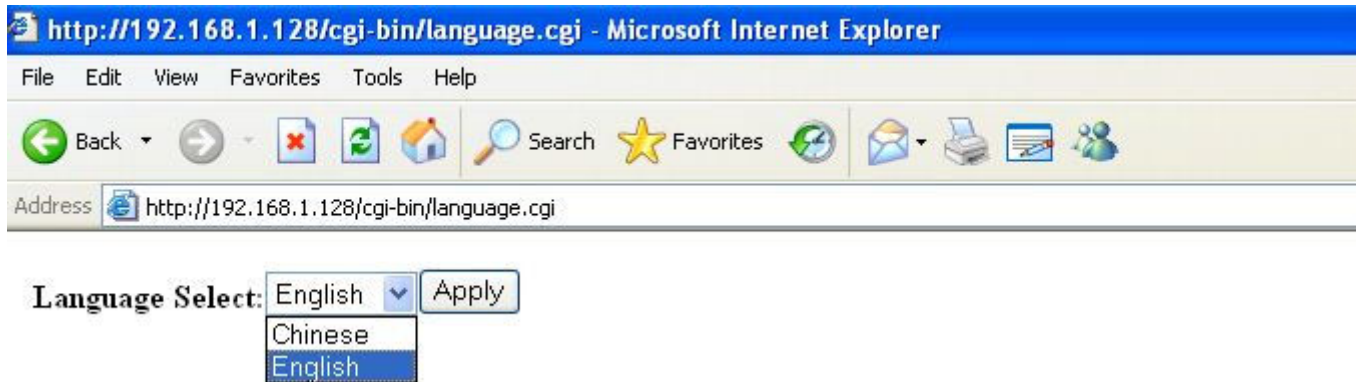 http://192.168.1.128/cgi-bin/language.cgi - Microsoft Internet Explorer
File Edit View Favorites Tools Help
Back Search Favorites
Address http://192.168.1.128/cgi-bin/language.cgi
Language Select: English Apply
Chinese
English